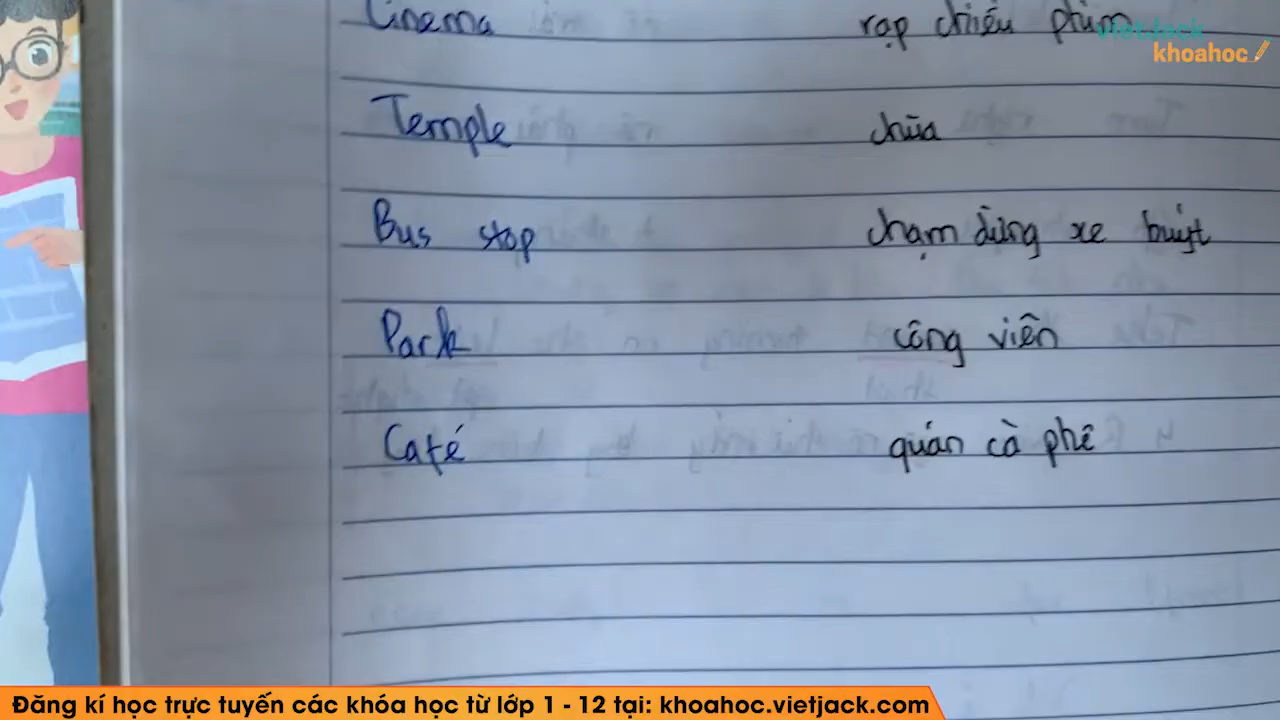 Cinema rạp chiếu phim
vietJack
khoahoc
Temple chùa
Bus stop chạm dừng xe buýt
Park công viên
Café quán cà phê
Đăng kí học trực tuyến các khóa học từ lớp 1 - 12 tại: khoahoc.vietjack.com